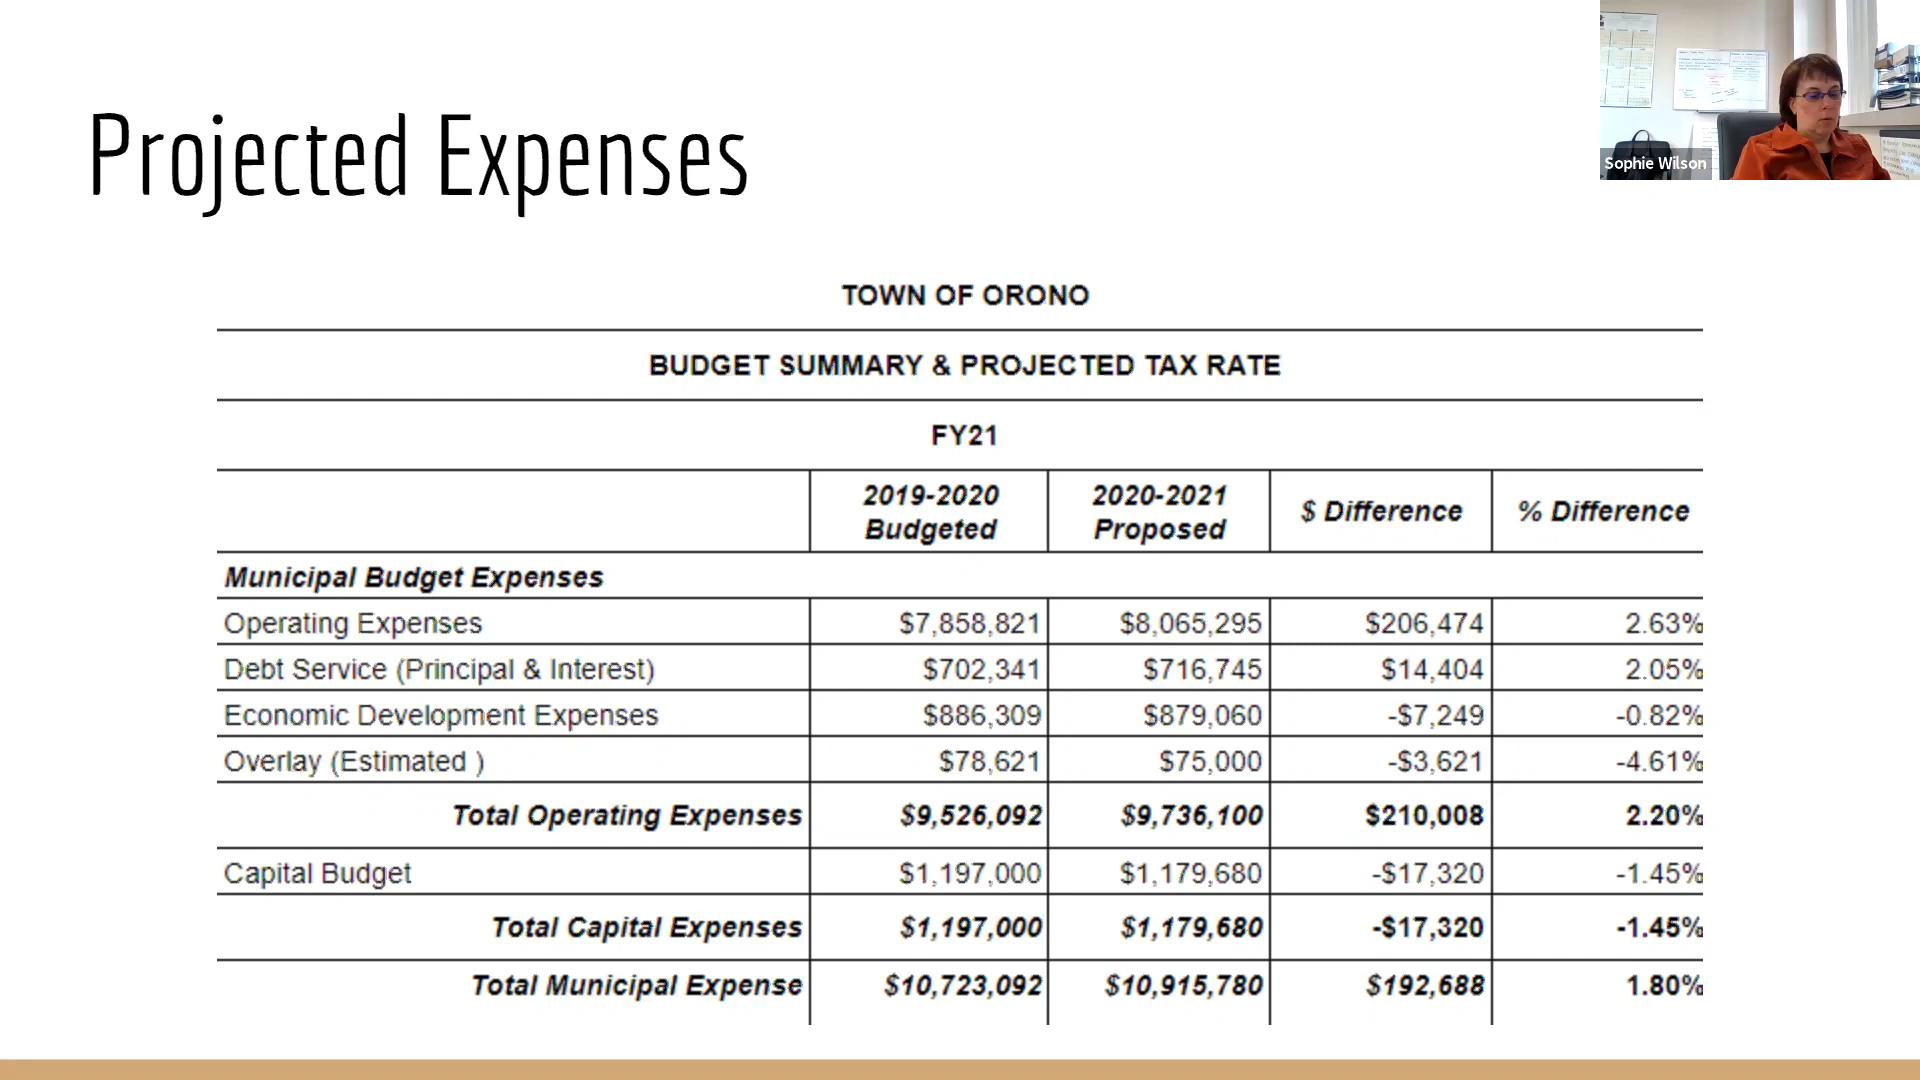 Projected Expenses
Sophie Wilson
TOWN OF ORONO
BUDGET SUMMARY & PROJECTED TAX RATE
FY21
2019-2020 Budgeted 2020-2021 Proposed $ Difference % Difference
Municipal Budget Expenses
Operating Expenses $7,858,821 $8,065,295 $206,474 2.63%
Debt Service (Principal & Interest) $702,341 $716,745 $14,404 2.05%
Economic Development Expenses $886,309 $879,060 -$7,249 -0.82%
Overlay (Estimated ) $78,621 $75,000 -$3,621 -4.61%
Total Operating Expenses $9,526,092 $9,736,100 $210,008 2.20%
Capital Budget $1,197,000 $1,179,680 -$17,320 -1.45%
Total Capital Expenses $1,197,000 $1,179,680 -$17,320 -1.45%
Total Municipal Expense $10,723,092 $10,915,780 $192,688 1.80%